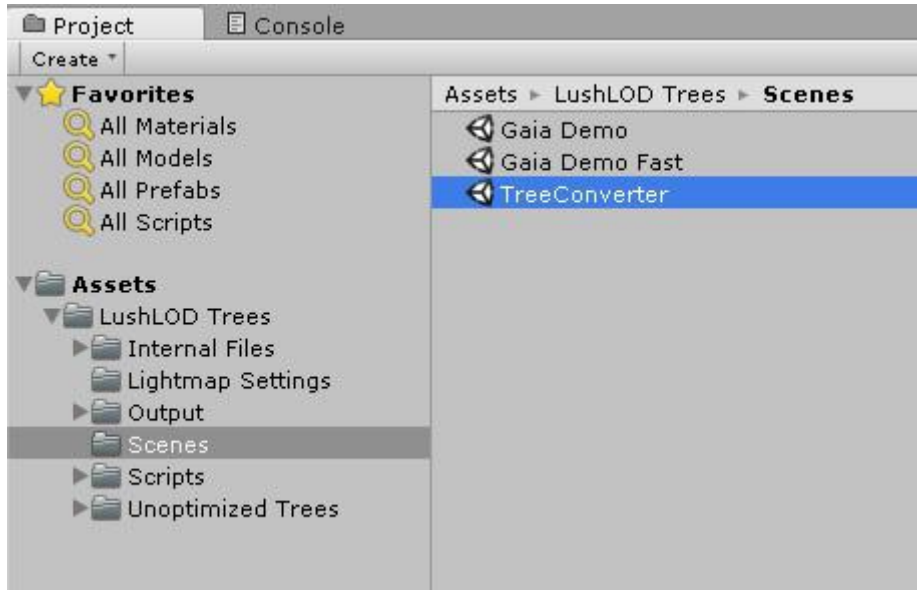 Project
Console
Create
Favorites
All Materials
All Models
All Prefabs
All Scripts
Assets
LushLOD Trees
Internal Files
Lightmap Settings
Output
Scenes
Scripts
Unoptimized Trees
Assets LushLOD Trees Scenes
Gaia Demo
Gaia Demo Fast
TreeConverter